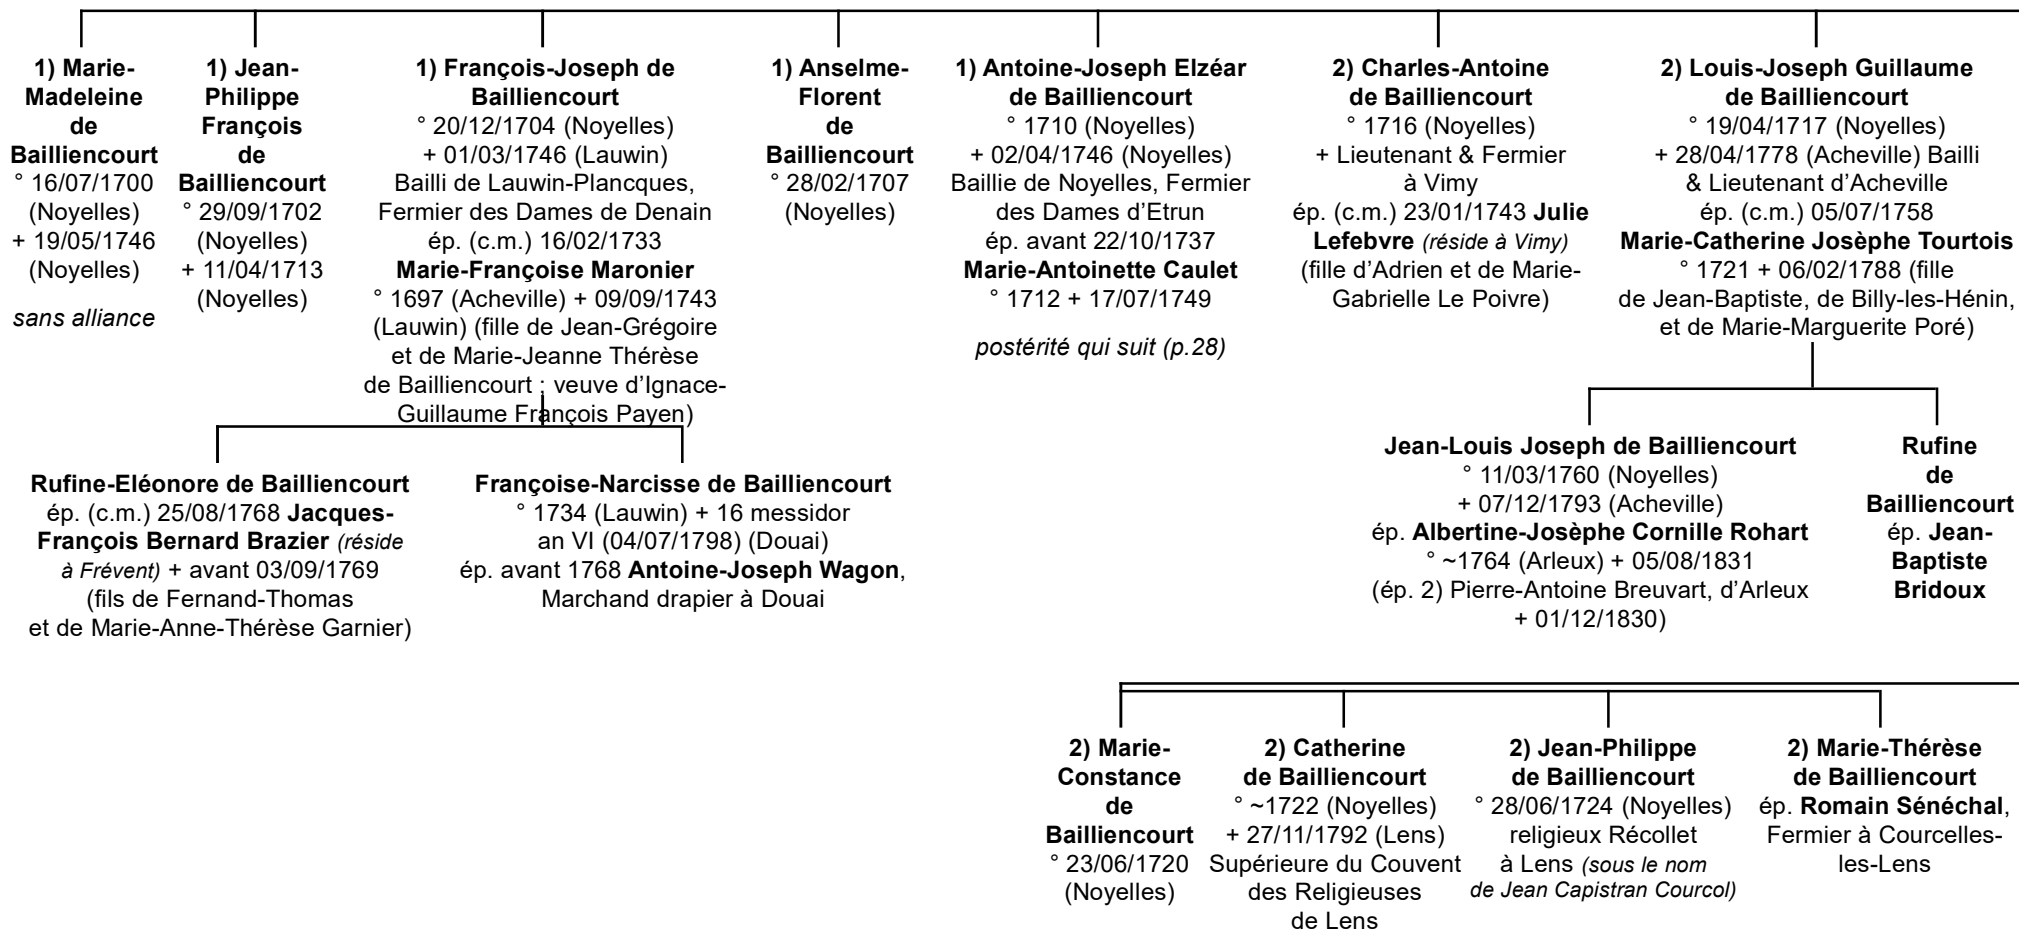 1) Marie-
Madeleine
de
Bailliencourt
° 16/07/1700
(Noyelles)
+ 19/05/1746
(Noyelles)
sans alliance
1) Jean-
Philippe
François
de
Bailliencourt
° 29/09/1702
(Noyelles)
+ 11/04/1713
(Noyelles)
1) François-Joseph de
Bailliencourt
° 20/12/1704 (Noyelles)
+ 01/03/1746 (Lauwin)
Bailli de Lauwin-Plancques,
Fermier des Dames de Denain
ép. (c.m.) 16/02/1733
Marie-Françoise Maronier
° 1697 (Acheville) + 09/09/1743
(Lauwin) (fille de Jean-Grégoire
et de Marie-Jeanne Thérèse
de Bailliencourt ; veuve d’Ignace-
Guillaume François Payen)
1) Anselme-
Florent
de
Bailliencourt
° 28/02/1707
(Noyelles)
1) Antoine-Joseph Elzéar
de Bailliencourt
° 1710 (Noyelles)
+ 02/04/1746 (Noyelles)
Baillie de Noyelles, Fermier
des Dames d’Etrun
ép. avant 22/10/1737
Marie-Antoinette Caulet
° 1712 + 17/07/1749
postérité qui suit (p.28)
2) Charles-Antoine
de Bailliencourt
° 1716 (Noyelles)
+ Lieutenant & Fermier
à Vimy
ép. (c.m.) 23/01/1743 Julie
Lefebvre (réside à Vimy)
(fille d’Adrien et de Marie-
Gabrielle Le Poivre)
2) Louis-Joseph Guillaume
de Bailliencourt
° 19/04/1717 (Noyelles)
+ 28/04/1778 (Acheville) Bailli
& Lieutenant d’Acheville
ép. (c.m.) 05/07/1758
Marie-Catherine Josèphe Tourtois
° 1721 + 06/02/1788 (fille
de Jean-Baptiste, de Billy-les-Hénin,
et de Marie-Marguerite Poré)
Rufine-Eléonore de Bailliencourt
ép. (c.m.) 25/08/1768 Jacques-
François Bernard Brazier (réside
à Frévent) + avant 03/09/1769
(fils de Fernand-Thomas
et de Marie-Anne-Thérèse Garnier)
Françoise-Narcisse de Bailliencourt
° 1734 (Lauwin) + 16 messidor
an VI (04/07/1798) (Douai)
ép. avant 1768 Antoine-Joseph Wagon,
Marchand drapier à Douai
Jean-Louis Joseph de Bailliencourt
° 11/03/1760 (Noyelles)
+ 07/12/1793 (Acheville)
ép. Albertine-Josèphe Cornille Rohart
° ~1764 (Arleux) + 05/08/1831
(ép. 2) Pierre-Antoine Breuvart, d’Arleux
+ 01/12/1830)
Rufine
de
Bailliencourt
ép. Jean-
Baptiste
Bridoux
2) Marie-
Constance
de
Bailliencourt
° 23/06/1720
(Noyelles)
2) Catherine
de Bailliencourt
° ~1722 (Noyelles)
+ 27/11/1792 (Lens)
Supérieure du Couvent
des Religieuses
de Lens
2) Jean-Philippe
de Bailliencourt
° 28/06/1724 (Noyelles)
religieux Récollet
à Lens (sous le nom
de Jean Capistran Courcol)
2) Marie-Thérèse
de Bailliencourt
ép. Romain Sénéchal,
Fermier à Courcelles-
les-Lens